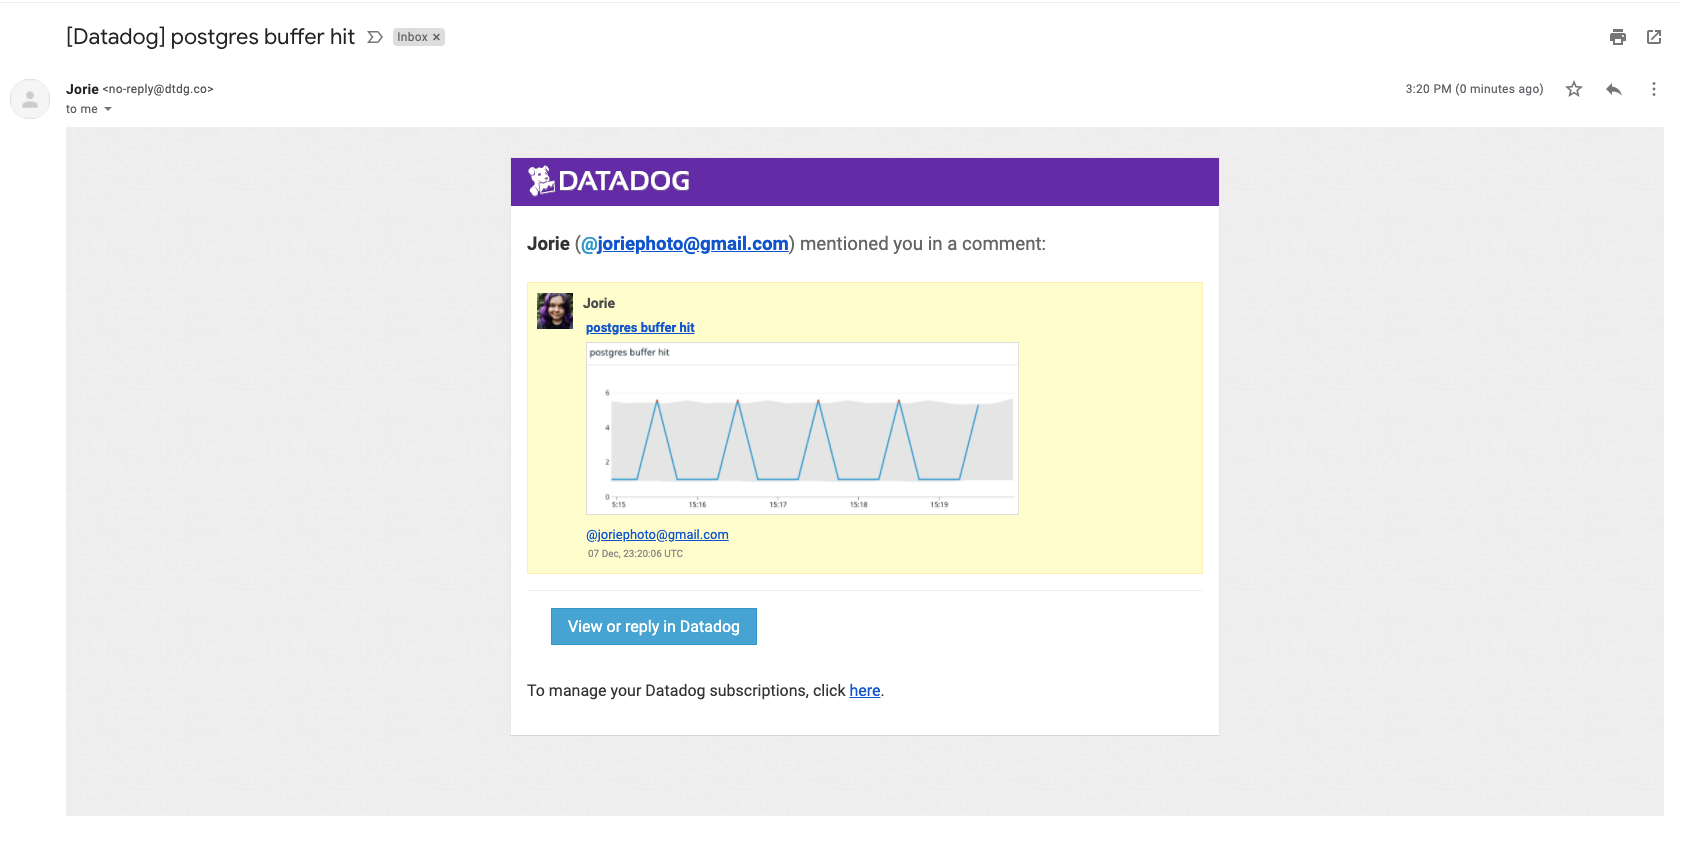 [Datadog] postgres buffer hit Inbox ×
Jorie <no-reply@dtdg.co> 3:20 PM (0 minutes ago)
to me
DATADOG
Jorie (@joriephoto@gmail.com) mentioned you in a comment:
Jorie
postgres buffer hit
postgres buffer hit
6
4
2
0
5:15 15:16 15:17 15:18 15:19
@joriephoto@gmail.com
07 Dec, 23:20:06 UTC
View or reply in Datadog
To manage your Datadog subscriptions, click here.